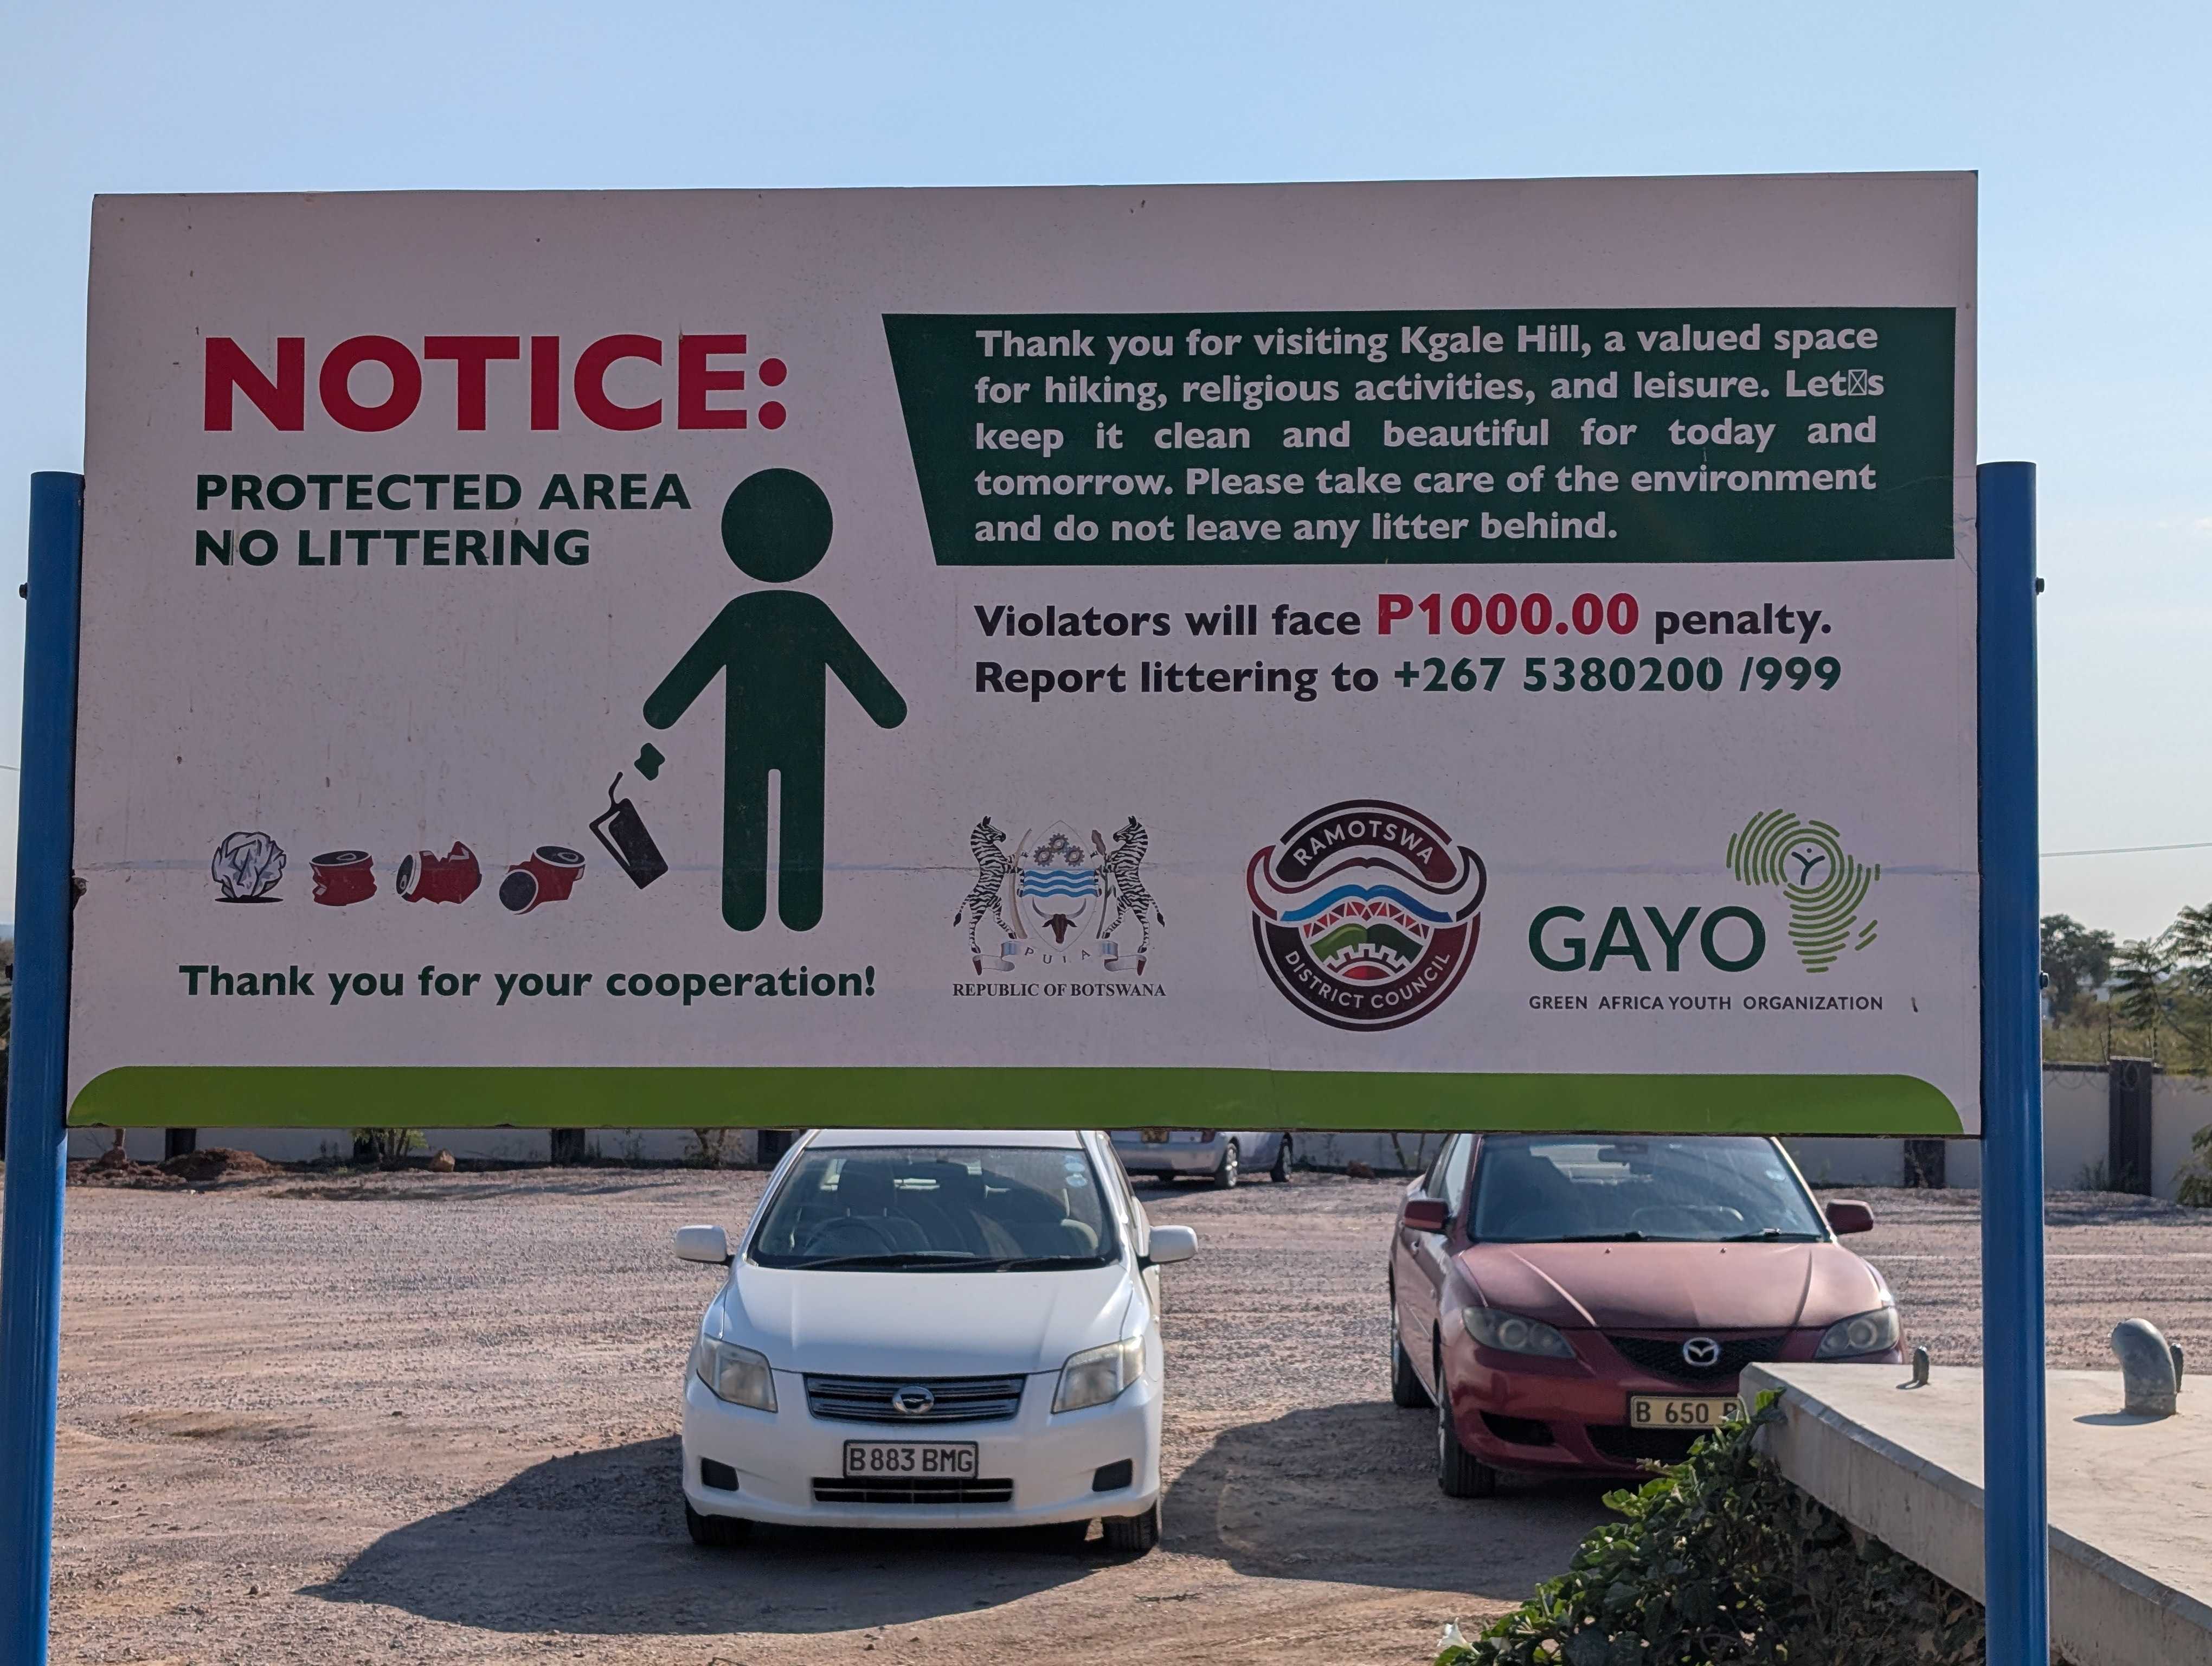 NOTICE:
PROTECTED AREA
NO LITTERING
Thank you for visiting Kgale Hill, a valued space
for hiking, religious activities, and leisure. Let☒s
keep it clean and beautiful for today and
tomorrow. Please take care of the environment
and do not leave any litter behind.
Violators will face P1000.00 penalty.
Report littering to +267 5380200 /999
Thank you for your cooperation!
PULA
REPUBLIC OF BOTSWANA
RAMOTSWA
DISTRICT COUNCIL
GAYO
GREEN AFRICA YOUTH ORGANIZATION
B 883 BMG
B 650